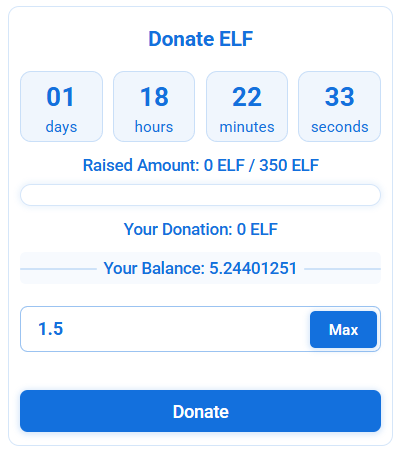 Donate ELF
01 18 22 33
days hours minutes seconds
Raised Amount: 0 ELF / 350 ELF
Your Donation: 0 ELF
Your Balance: 5.24401251
1.5 Max
Donate